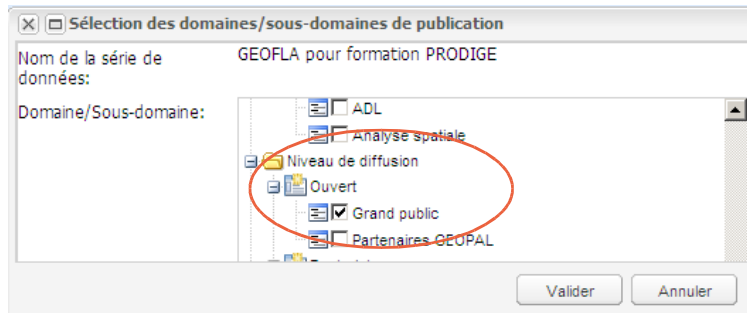 Sélection des domaines/sous-domaines de publication
Nom de la série de données: GEOFLA pour formation PRODIGE
Domaine/Sous-domaine:
ADL
Analyse spatiale
Niveau de diffusion
Ouvert
Grand public
Partenaires GEOPAL
Valider Annuler